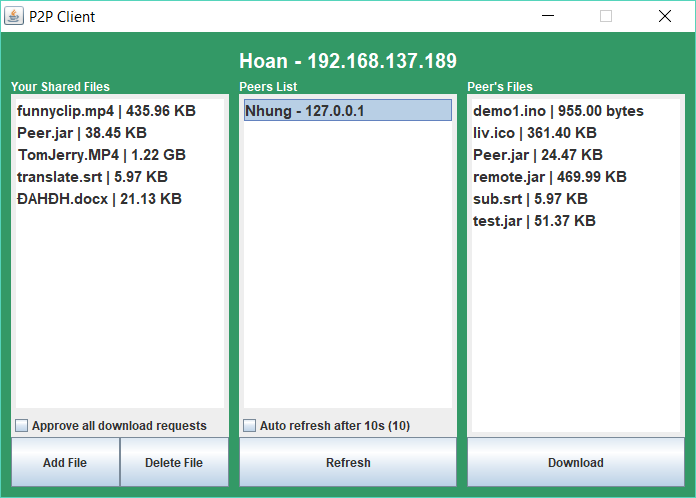 P2P Client
Hoan - 192.168.137.189
Your Shared Files
funnyclip.mp4 | 435.96 KB
Peer.jar | 38.45 KB
TomJerry.MP4 | 1.22 GB
translate.srt | 5.97 KB
ĐAHĐH.docx | 21.13 KB
Approve all download requests
Add File
Delete File
Peers List
Nhung - 127.0.0.1
Auto refresh after 10s (10)
Refresh
Peer's Files
demo1.ino | 955.00 bytes
liv.ico | 361.40 KB
Peer.jar | 24.47 KB
remote.jar | 469.99 KB
sub.srt | 5.97 KB
test.jar | 51.37 KB
Download